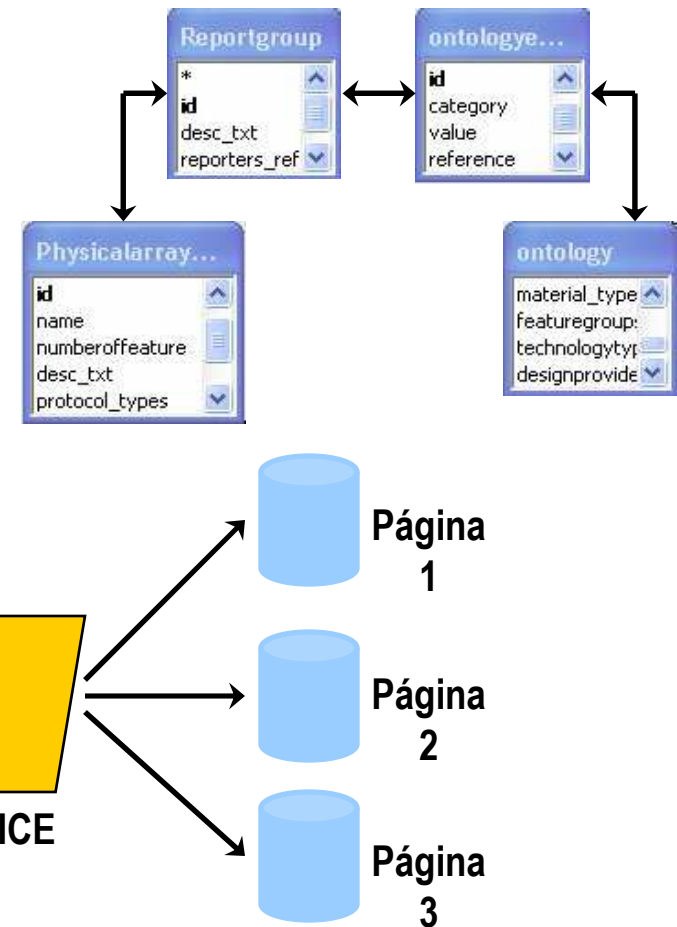 Reportgroup
*
id
desc_txt
reporters_ref
ontologye...
id
category
value
reference
Physicalarray...
id
name
numberoffeature
desc_txt
protocol_types
ontology
material_type
featuregroup:
technologytyp
designprovide
Página
1
Página
2
ICE
Página
3